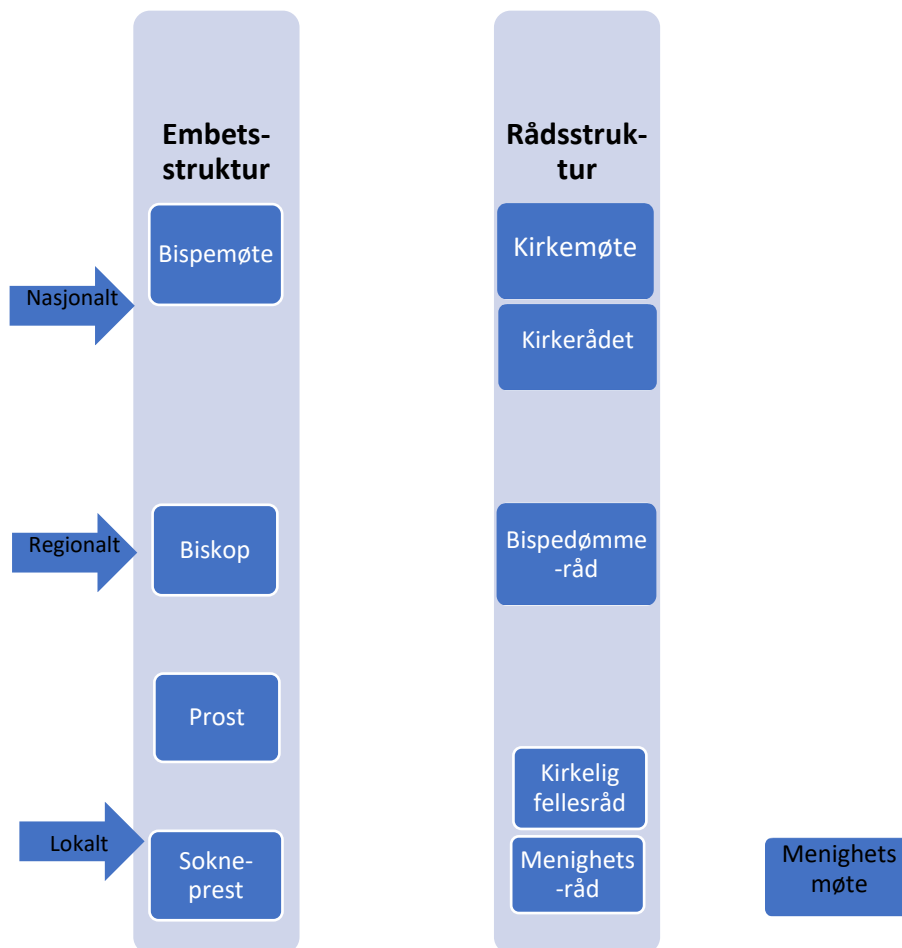 Embets-
struktur
Rådsstruk-
tur
Bispemøte
Kirkemøte
Nasjonalt
Kirkerådet
Regionalt
Biskop
Bispedømme
-råd
Prost
Kirkelig
fellesråd
Lokalt
Sokne-
prest
Menighets
-råd
Menighets
møte